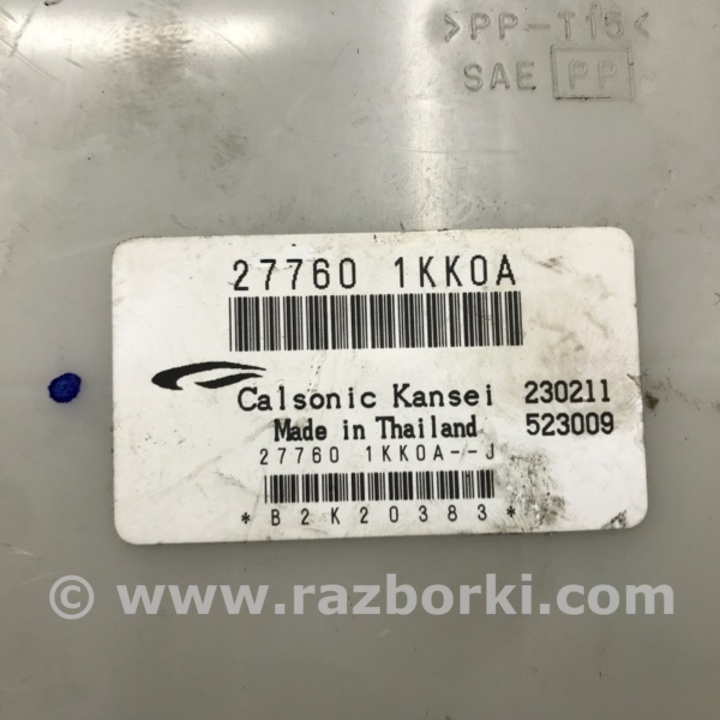 >PP-T15<
SAE PP
27760 1KK0A
Calsonic Kansei 230211
Made in Thailand 523009
27760 1KK0A--J
*B2K20383*
© www.razborki.com